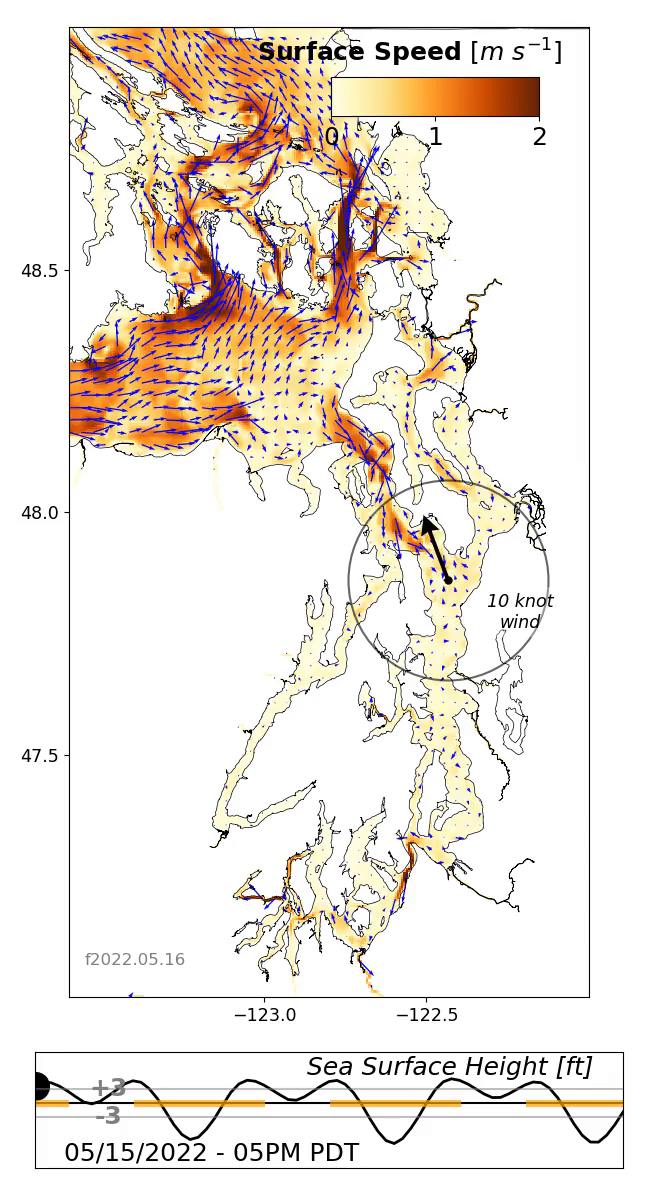 Surface Speed [m s⁻¹]
0 1 2
48.5
48.0
10 knot
wind
47.5
f2022.05.16
−123.0 −122.5
Sea Surface Height [ft]
+3
-3
05/15/2022 - 05PM PDT